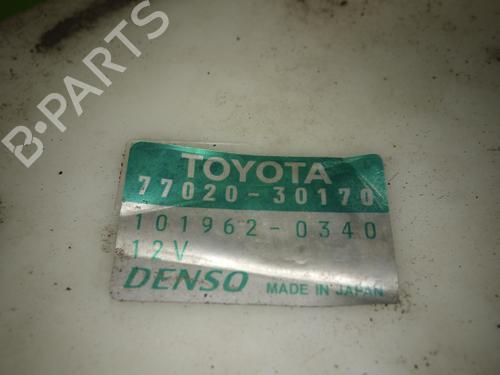 B-PARTS
TOYOTA
77020-30170
101962-0340
12V
DENSO MADE IN JAPAN